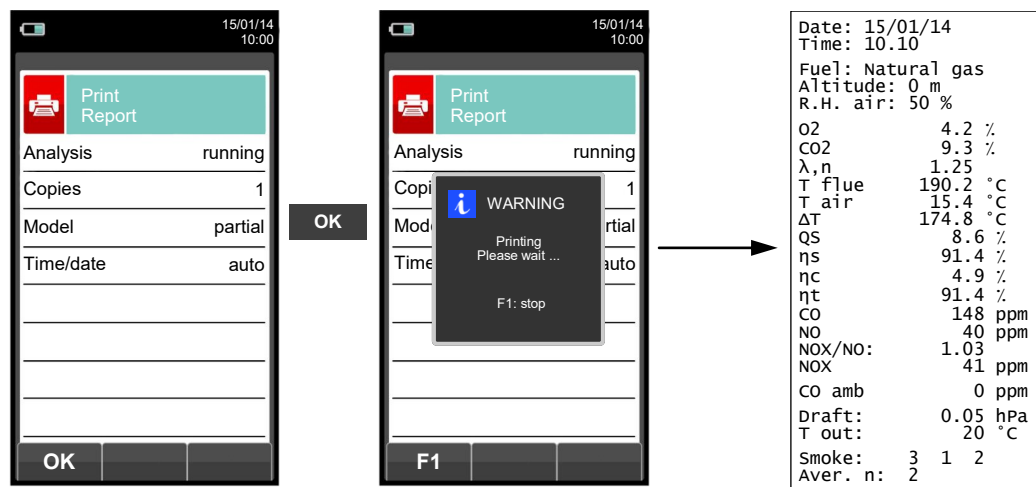 15/01/14
10:00
Print
Report
Analysis running
Copies 1
Model partial
Time/date auto
OK
OK
15/01/14
10:00
Print
Report
Analysis running
Copi 1
Mod rtial
Time auto
i WARNING
Printing
Please wait ...
F1: stop
F1
Date: 15/01/14
Time: 10.10
Fuel: Natural gas
Altitude: 0 m
R.H. air: 50 %
O2 4.2 %
CO2 9.3 %
λ,n 1.25
T flue 190.2 °C
T air 15.4 °C
ΔT 174.8 °C
QS 8.6 %
ηs 91.4 %
ηc 4.9 %
ηt 91.4 %
CO 148 ppm
NO 40 ppm
NOX/NO: 1.03
NOX 41 ppm
CO amb 0 ppm
Draft: 0.05 hPa
T out: 20 °C
Smoke: 3 1 2
Aver. n: 2